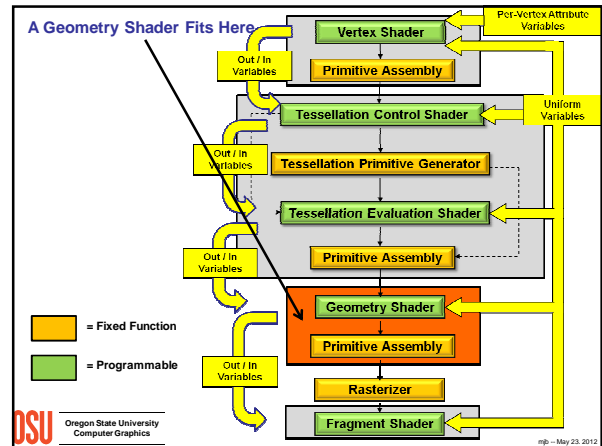 A Geometry Shader Fits Here
Per-Vertex Attribute
Variables
Vertex Shader
Out / In
Variables
Primitive Assembly
Uniform
Variables
Tessellation Control Shader
Out / In
Variables
Tessellation Primitive Generator
Tessellation Evaluation Shader
Out / In
Variables
Primitive Assembly
Geometry Shader
= Fixed Function
Primitive Assembly
= Programmable
Out / In
Variables
Rasterizer
Fragment Shader
OSU
Oregon State University
Computer Graphics
mjb – May 23, 2012